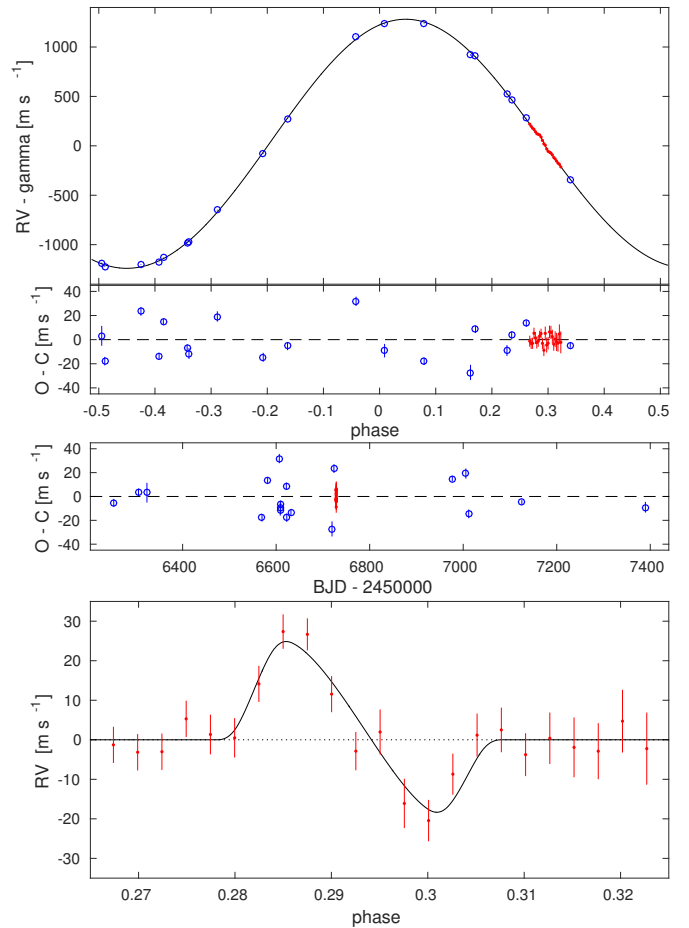 RV - gamma [m s ⁻¹]
1000
500
0
-500
-1000
O - C [m s ⁻¹]
40
20
0
-20
-40
-0.5 -0.4 -0.3 -0.2 -0.1 0 0.1 0.2 0.3 0.4 0.5
phase
O - C [m s ⁻¹]
40
20
0
-20
-40
6400 6600 6800 7000 7200 7400
BJD - 2450000
RV [m s ⁻¹]
30
20
10
0
-10
-20
-30
0.27 0.28 0.29 0.3 0.31 0.32
phase